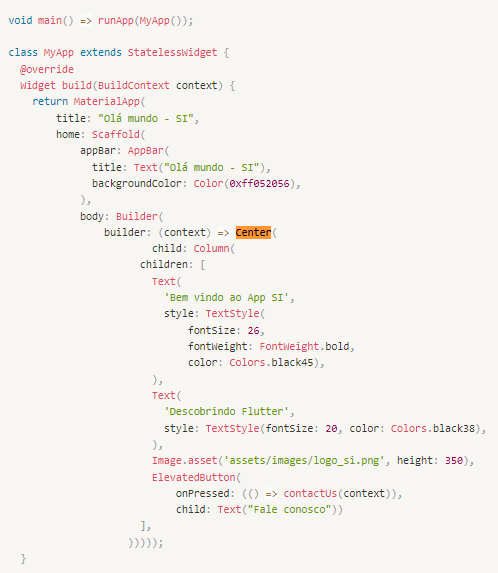 void main() => runApp(MyApp());
class MyApp extends StatelessWidget {
@override
Widget build(BuildContext context) {
return MaterialApp(
title: "Olá mundo - SI",
home: Scaffold(
appBar: AppBar(
title: Text("Olá mundo - SI"),
backgroundColor: Color(0xff052056),
),
body: Builder(
builder: (context) => Center(
child: Column(
children: [
Text(
'Bem vindo ao App SI',
style: TextStyle(
fontSize: 26,
fontWeight: FontWeight.bold,
color: Colors.black45),
),
Text(
'Descobrindo Flutter',
style: TextStyle(fontSize: 20, color: Colors.black38),
),
Image.asset('assets/images/logo_si.png', height: 350),
ElevatedButton(
onPressed: (() => contactUs(context)),
child: Text("Fale conosco"))
],
)))));
}